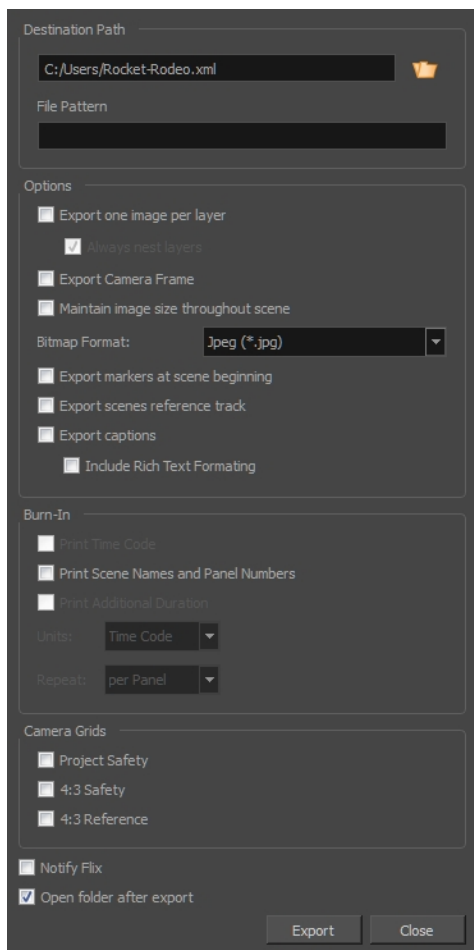 Destination Path
C:/Users/Rocket-Rodeo.xml
File Pattern
Options
Export one image per layer
Always nest layers
Export Camera Frame
Maintain image size throughout scene
Bitmap Format: Jpeg (*.jpg)
Export markers at scene beginning
Export scenes reference track
Export captions
Include Rich Text Formating
Burn-In
Print Time Code
Print Scene Names and Panel Numbers
Print Additional Duration
Units: Time Code
Repeat: per Panel
Camera Grids
Project Safety
4:3 Safety
4:3 Reference
Notify Flix
Open folder after export
Export Close